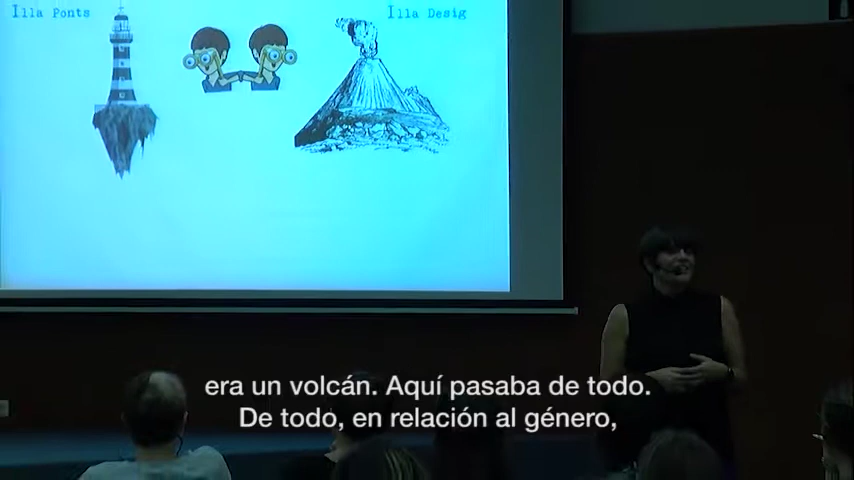 Illa Ponts
Illa Desig
era un volcán. Aquí pasaba de todo.
De todo, en relación al género,